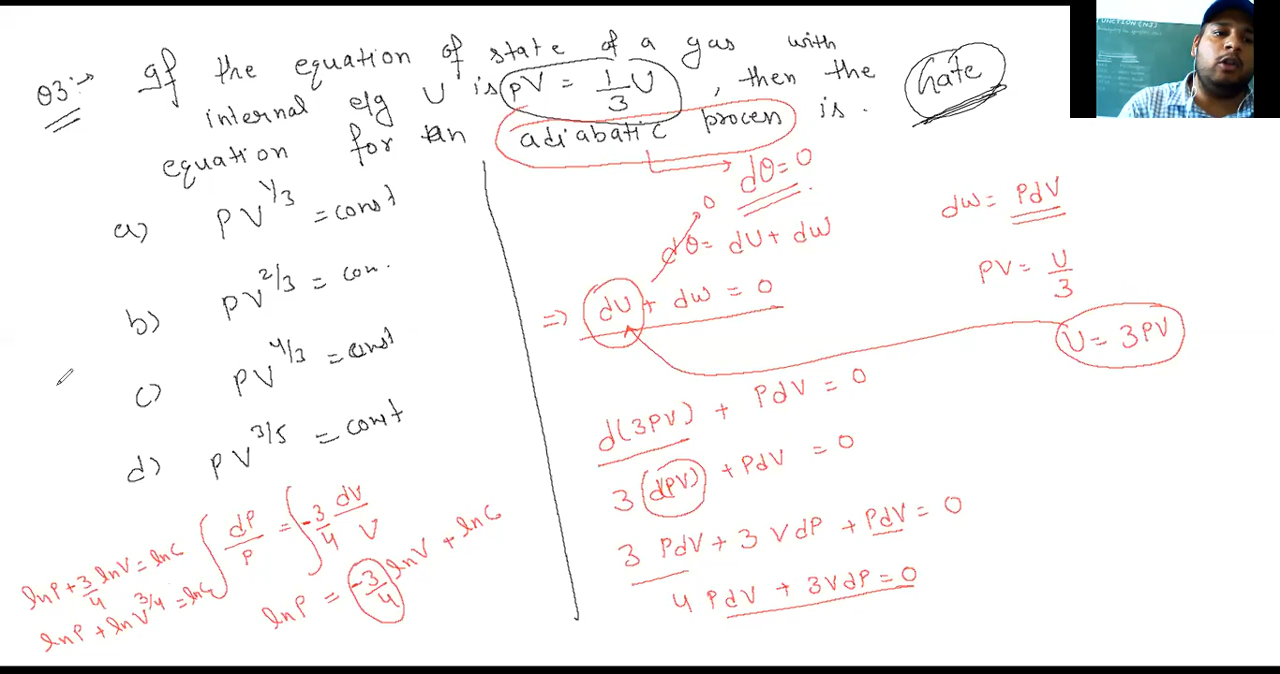 Q3:→ If the equation of state of a gas with
internal e/g U is PV = 1/3 U, then the
equation for an adiabatic process is.
Gate
a) PV^1/3 = const
b) PV^2/3 = con.
c) PV^4/3 = const
d) PV^3/5 = const
dθ = 0
0
dθ = dU + dW
⇒ dU + dW = 0
dW = PdV
PV = U/3
U = 3PV
d(3PV) + PdV = 0
3 (dPV) + PdV = 0
3 PdV + 3 VdP + PdV = 0
4 PdV + 3VdP = 0
∫ dP/P = ∫ -3/4 dV/V
lnP = -3/4 lnV + lnC
lnP + 3/4 lnV = lnC
lnP + lnV^3/4 = lnC